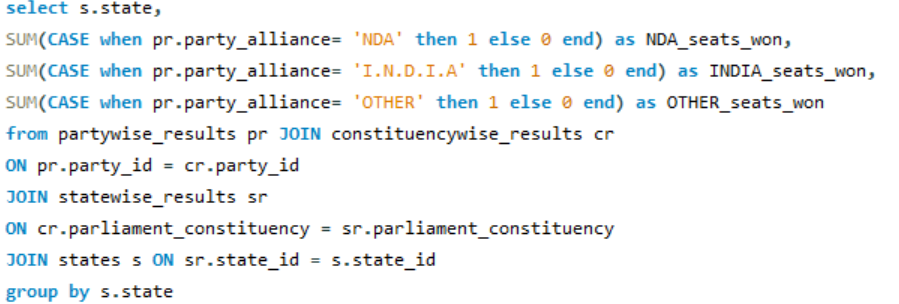 select s.state,
SUM(CASE when pr.party_alliance= 'NDA' then 1 else 0 end) as NDA_seats_won,
SUM(CASE when pr.party_alliance= 'I.N.D.I.A' then 1 else 0 end) as INDIA_seats_won,
SUM(CASE when pr.party_alliance= 'OTHER' then 1 else 0 end) as OTHER_seats_won
from partywise_results pr JOIN constituencywise_results cr
ON pr.party_id = cr.party_id
JOIN statewise_results sr
ON cr.parliament_constituency = sr.parliament_constituency
JOIN states s ON sr.state_id = s.state_id
group by s.state